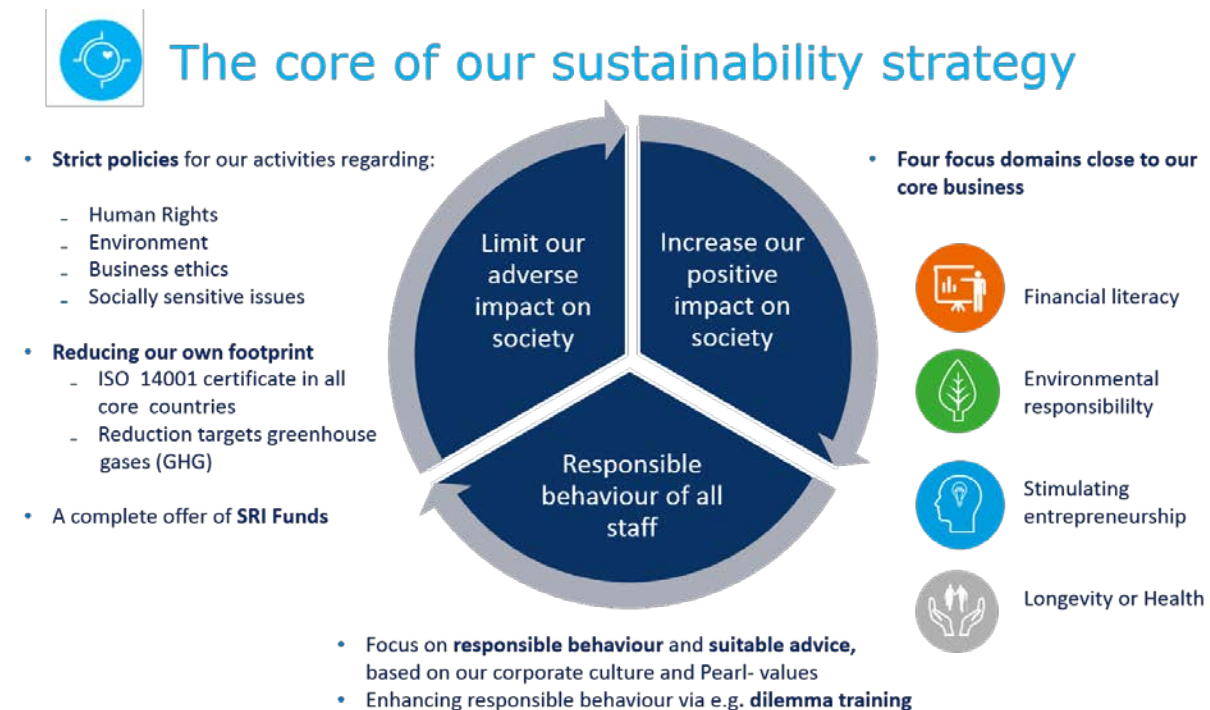 The core of our sustainability strategy
• Strict policies for our activities regarding:
- Human Rights
- Environment
- Business ethics
- Socially sensitive issues
• Reducing our own footprint
- ISO 14001 certificate in all
core countries
- Reduction targets greenhouse
gases (GHG)
• A complete offer of SRI Funds
Limit our
adverse
impact on
society
Increase our
positive
impact on
society
Responsible
behaviour of all
staff
• Four focus domains close to our
core business
Financial literacy
Environmental
responsibililty
Stimulating
entrepreneurship
Longevity or Health
• Focus on responsible behaviour and suitable advice,
based on our corporate culture and Pearl- values
• Enhancing responsible behaviour via e.g. dilemma training